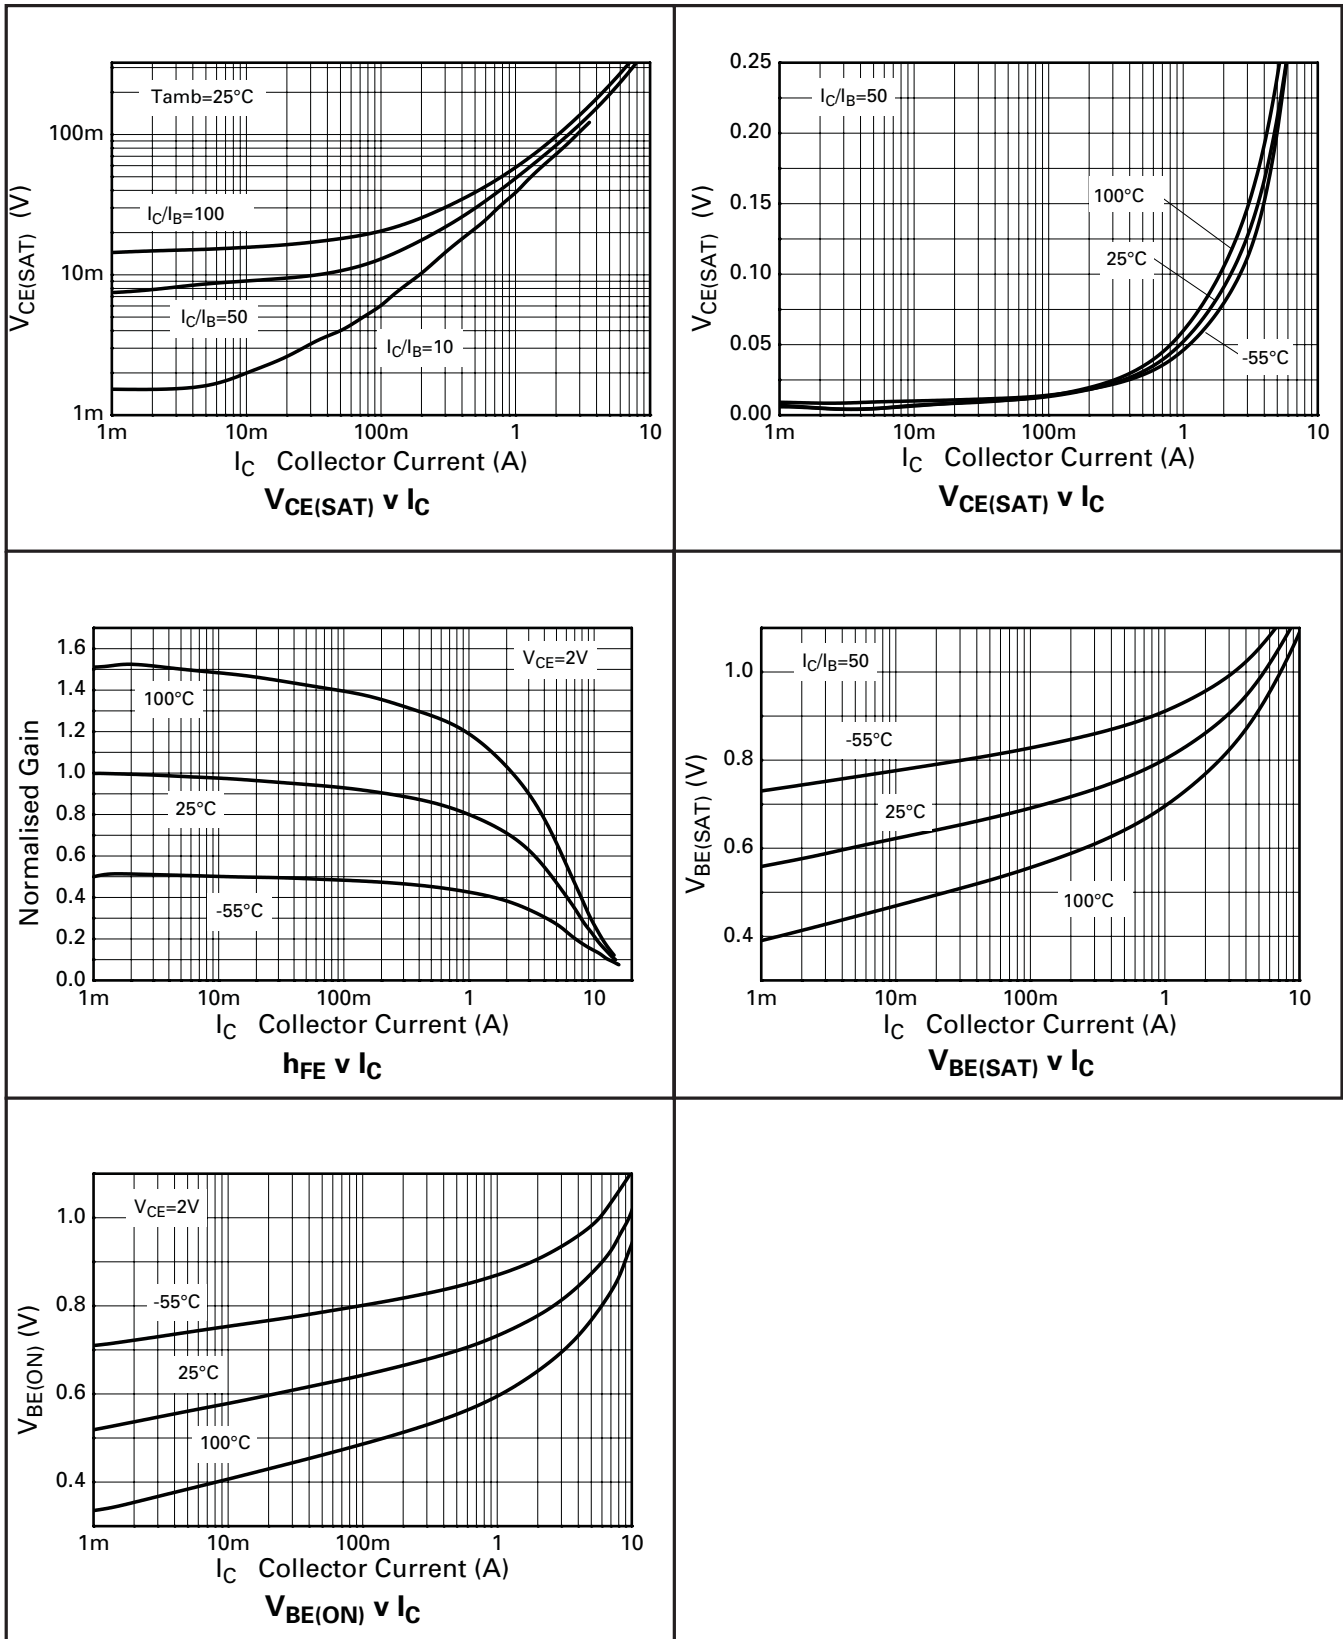 Tamb=25°C
100m
IC/IB=100
10m
IC/IB=50
IC/IB=10
1m
1m 10m 100m 1 10
VCE(SAT) (V)
IC Collector Current (A)
VCE(SAT) v IC
0.25
IC/IB=50
0.20
100°C
0.15
25°C
0.10
0.05
-55°C
0.00
1m 10m 100m 1 10
VCE(SAT) (V)
IC Collector Current (A)
VCE(SAT) v IC
1.6
VCE=2V
1.4
100°C
1.2
1.0
25°C
0.8
0.6
0.4
-55°C
0.2
0.0
1m 10m 100m 1 10
Normalised Gain
IC Collector Current (A)
hFE v IC
IC/IB=50
1.0
-55°C
0.8
25°C
0.6
100°C
0.4
1m 10m 100m 1 10
VBE(SAT) (V)
IC Collector Current (A)
VBE(SAT) v IC
VCE=2V
1.0
-55°C
0.8
25°C
0.6
100°C
0.4
1m 10m 100m 1 10
VBE(ON) (V)
IC Collector Current (A)
VBE(ON) v IC